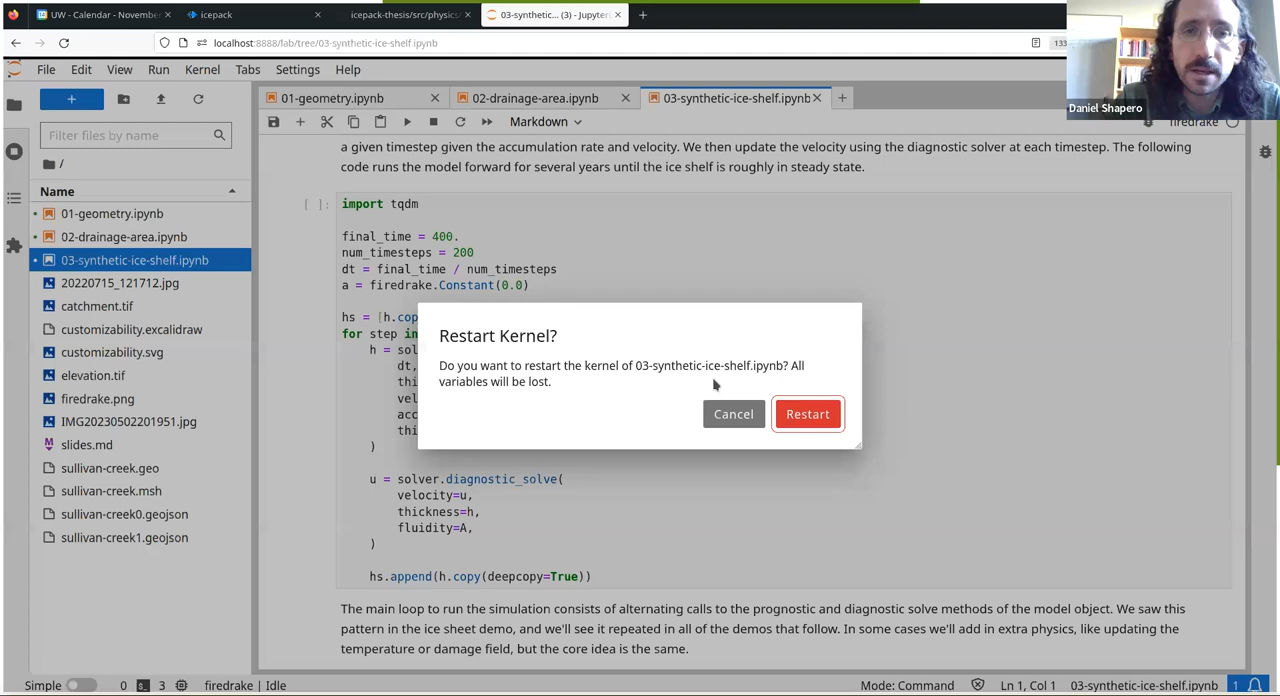 UW - Calendar - November
icepack
icepack-thesis/src/physics/
03-synthetic... (3) - Jupyter
localhost:8888/lab/tree/03-synthetic-ice-shelf.ipynb
133
Daniel Shapero
File Edit View Run Kernel Tabs Settings Help
01-geometry.ipynb
02-drainage-area.ipynb
03-synthetic-ice-shelf.ipynb
Markdown
firedrake
Filter files by name
/
Name
01-geometry.ipynb
02-drainage-area.ipynb
03-synthetic-ice-shelf.ipynb
20220715_121712.jpg
catchment.tif
customizability.excalidraw
customizability.svg
elevation.tif
firedrake.png
IMG20230502201951.jpg
slides.md
sullivan-creek.geo
sullivan-creek.msh
sullivan-creek0.geojson
sullivan-creek1.geojson
a given timestep given the accumulation rate and velocity. We then update the velocity using the diagnostic solver at each timestep. The following
code runs the model forward for several years until the ice shelf is roughly in steady state.
[ ]:
import tqdm
final_time = 400.
num_timesteps = 200
dt = final_time / num_timesteps
a = firedrake.Constant(0.0)
hs = [h.cop
for step in
h = sol
dt,
thi
vel
acc
thi
)
u = solver.diagnostic_solve(
velocity=u,
thickness=h,
fluidity=A,
)
hs.append(h.copy(deepcopy=True))
The main loop to run the simulation consists of alternating calls to the prognostic and diagnostic solve methods of the model object. We saw this
pattern in the ice sheet demo, and we'll see it repeated in all of the demos that follow. In some cases we'll add in extra physics, like updating the
temperature or damage field, but the core idea is the same.
Restart Kernel?
Do you want to restart the kernel of 03-synthetic-ice-shelf.ipynb? All
variables will be lost.
Cancel
Restart
Simple 0 3 firedrake | Idle
Mode: Command Ln 1, Col 1 03-synthetic-ice-shelf.ipynb 1